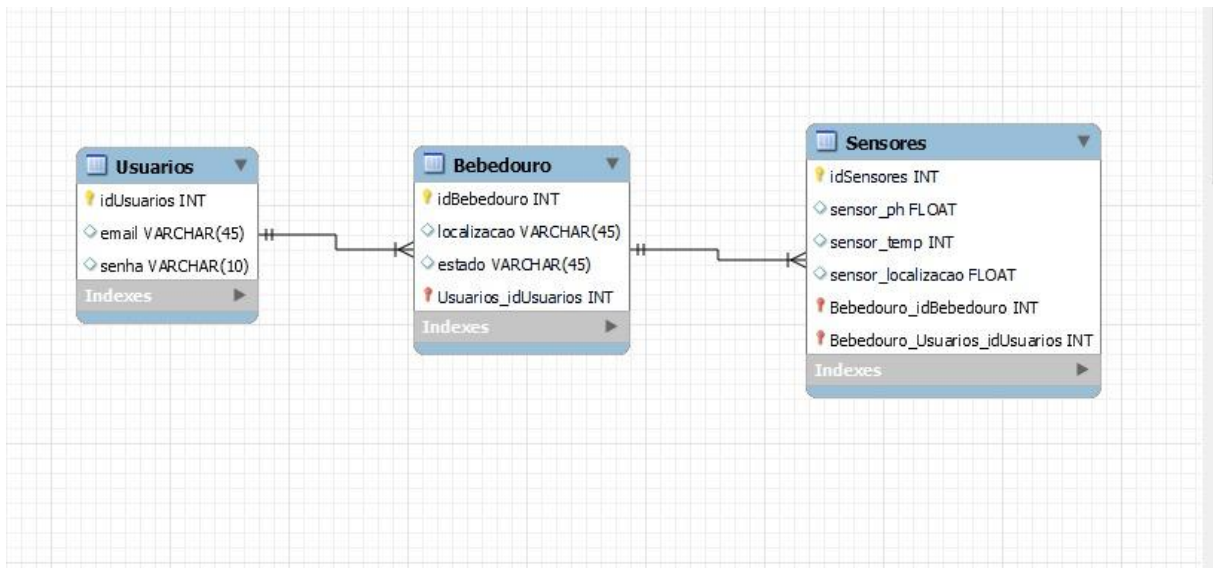 Usuarios
idUsuarios INT
email VARCHAR(45)
senha VARCHAR(10)
Indexes
Bebedouro
idBebedouro INT
localizacao VARCHAR(45)
estado VARCHAR(45)
Usuarios_idUsuarios INT
Indexes
Sensores
idSensores INT
sensor_ph FLOAT
sensor_temp INT
sensor_localizacao FLOAT
Bebedouro_idBebedouro INT
Bebedouro_Usuarios_idUsuarios INT
Indexes